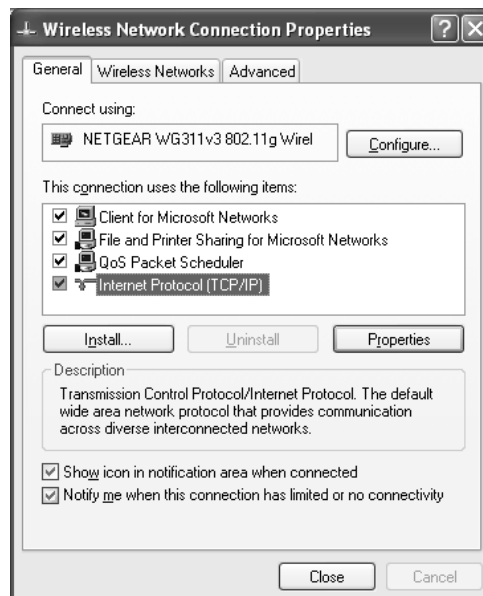 Wireless Network Connection Properties
General Wireless Networks Advanced
Connect using:
NETGEAR WG311v3 802.11g Wirel Configure...
This connection uses the following items:
Client for Microsoft Networks
File and Printer Sharing for Microsoft Networks
QoS Packet Scheduler
Internet Protocol (TCP/IP)
Install... Uninstall Properties
Description
Transmission Control Protocol/Internet Protocol. The default
wide area network protocol that provides communication
across diverse interconnected networks.
Show icon in notification area when connected
Notify me when this connection has limited or no connectivity
Close Cancel